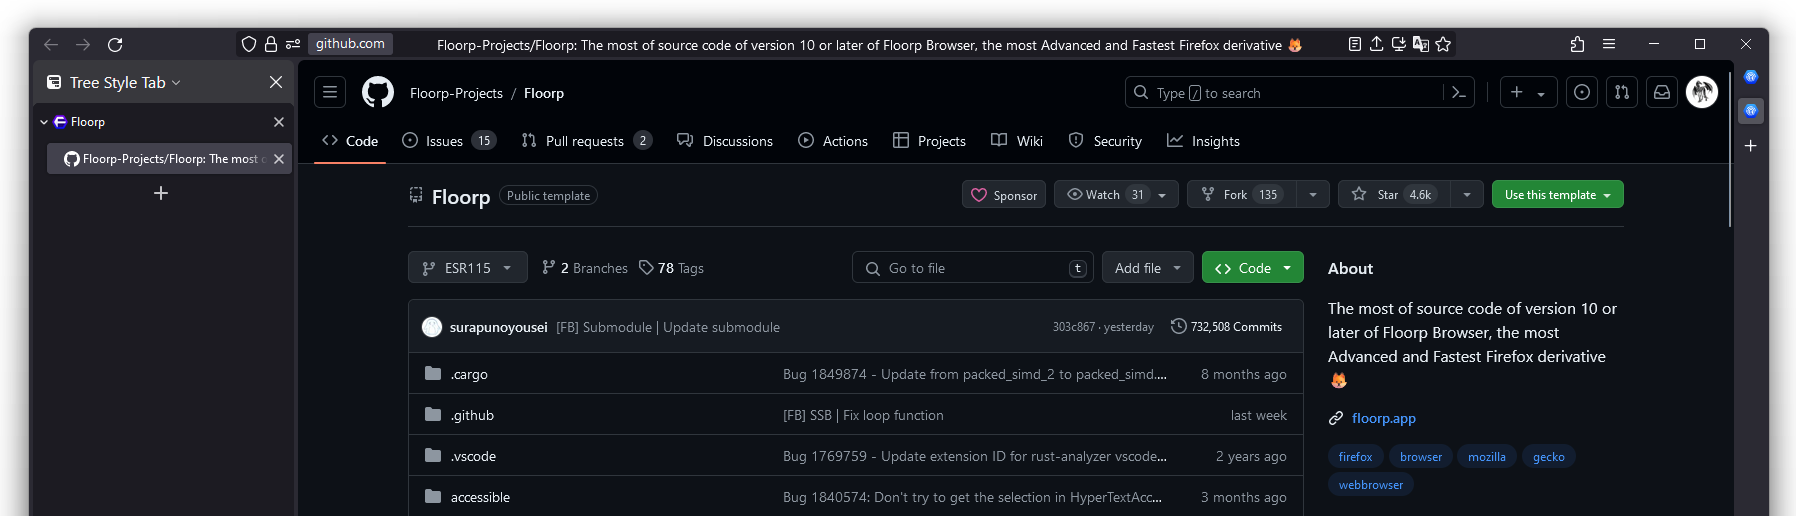 github.com
Floorp-Projects/Floorp: The most of source code of version 10 or later of Floorp Browser, the most Advanced and Fastest Firefox derivative 🦊
Tree Style Tab
Floorp
Floorp-Projects/Floorp: The most o
Floorp-Projects / Floorp
Type / to search
Code
Issues 15
Pull requests 2
Discussions
Actions
Projects
Wiki
Security
Insights
Floorp Public template
Sponsor
Watch 31
Fork 135
Star 4.6k
Use this template
ESR115
2 Branches
78 Tags
Go to file t
Add file
Code
surapunoyousei [FB] Submodule | Update submodule 303c867 · yesterday 732,508 Commits
.cargo Bug 1849874 - Update from packed_simd_2 to packed_simd.... 8 months ago
.github [FB] SSB | Fix loop function last week
.vscode Bug 1769759 - Update extension ID for rust-analyzer vscode... 2 years ago
accessible Bug 1840574: Don't try to get the selection in HyperTextAcc... 3 months ago
About
The most of source code of version 10 or
later of Floorp Browser, the most
Advanced and Fastest Firefox derivative
🦊
floorp.app
firefox browser mozilla gecko
webbrowser